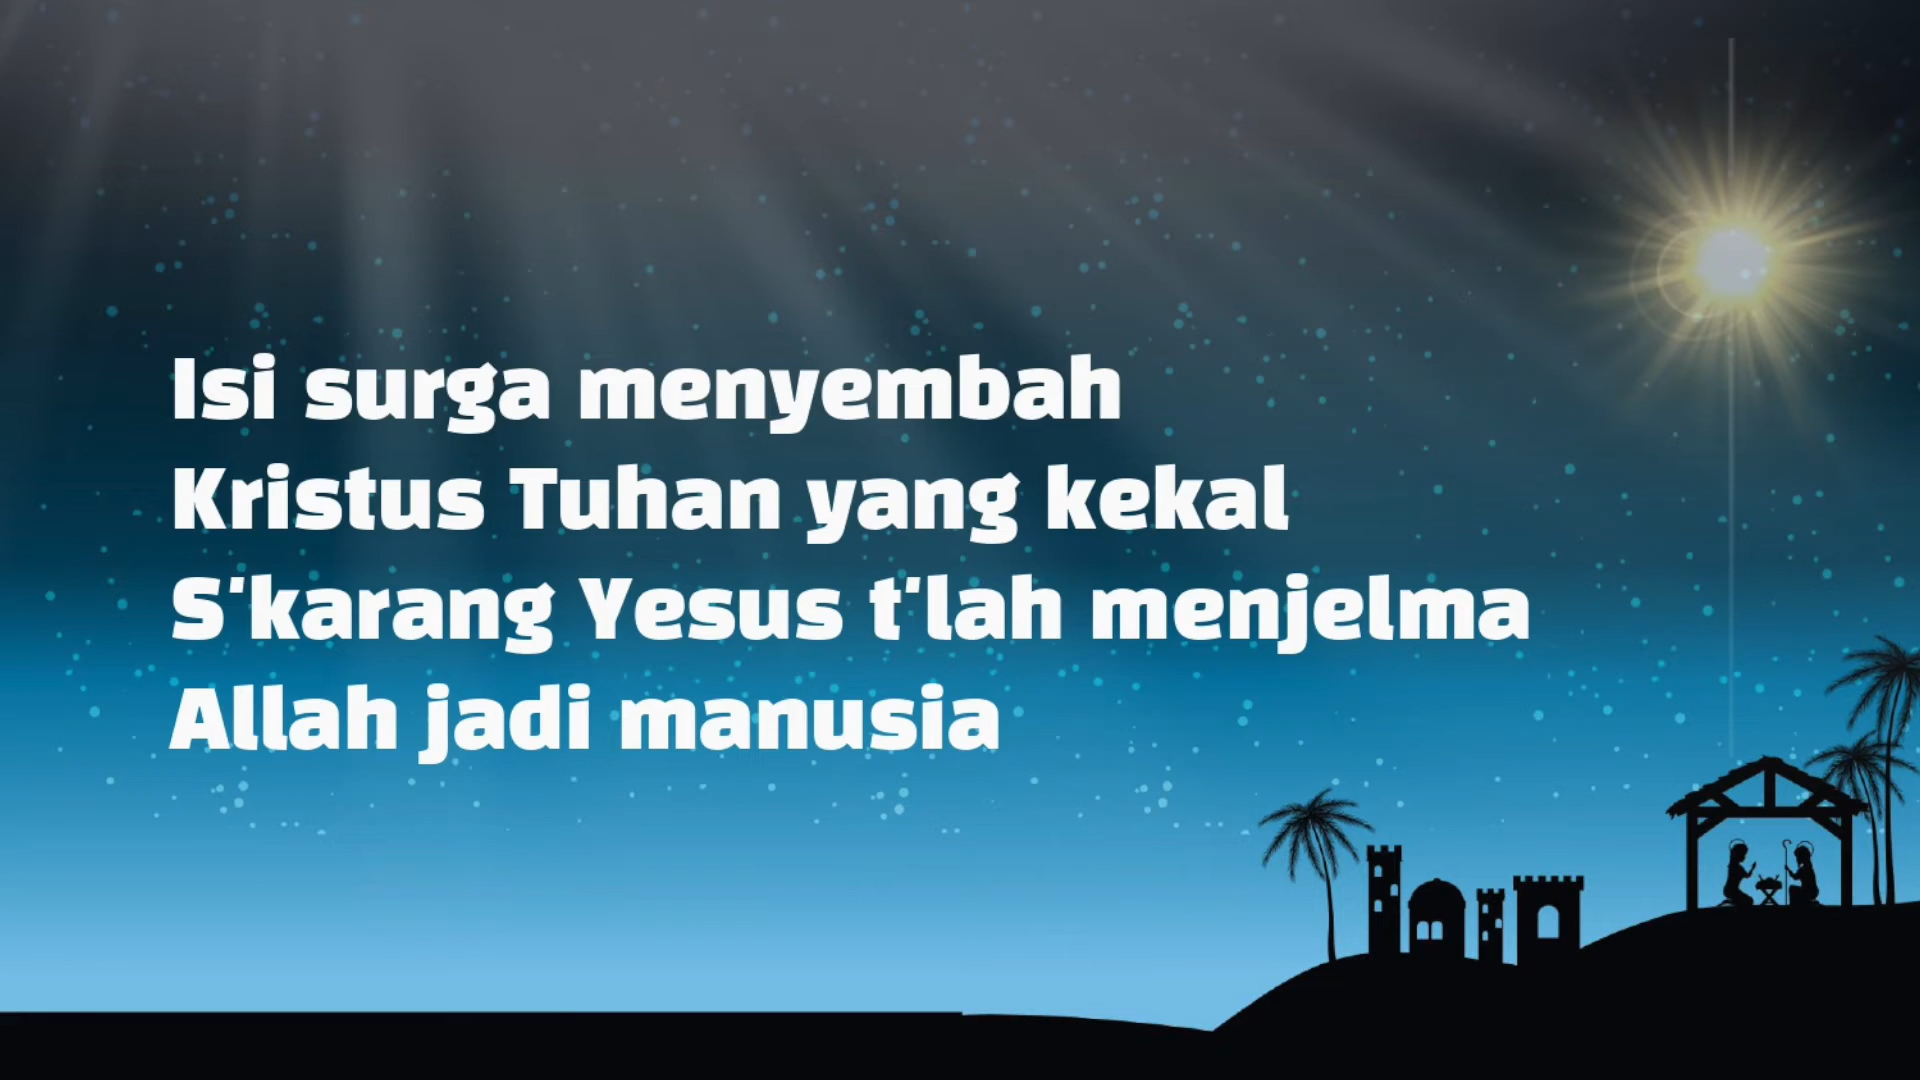 Isi surga menyembah
Kristus Tuhan yang kekal
S'karang Yesus t'lah menjelma
Allah jadi manusia